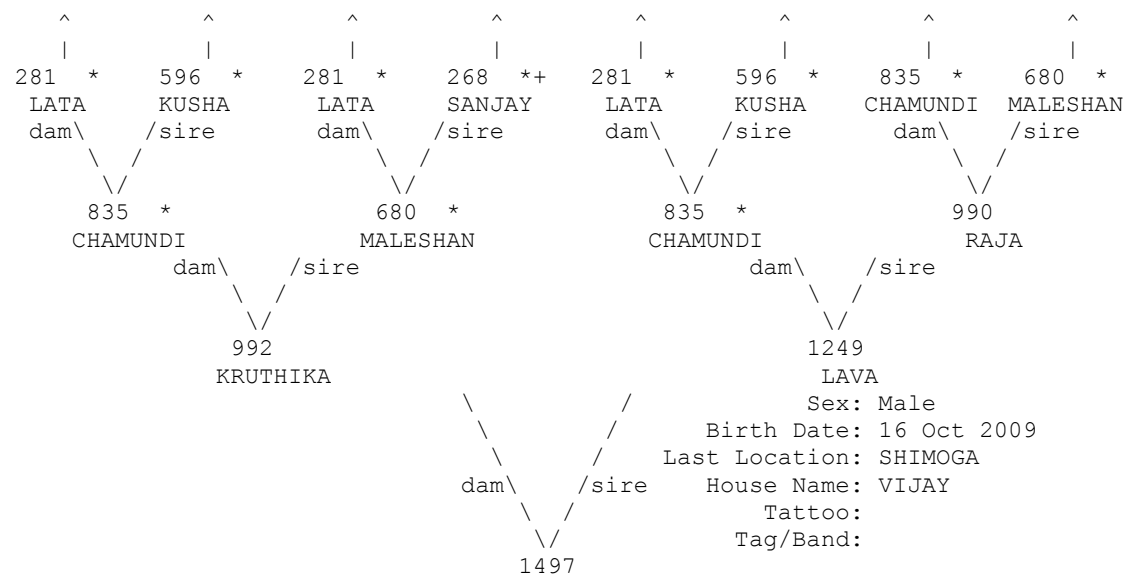 ^ ^ ^ ^ ^ ^ ^ ^
| | | | | | | |
281 * 596 * 281 * 268 *+ 281 * 596 * 835 * 680 *
LATA KUSHA LATA SANJAY LATA KUSHA CHAMUNDI MALESHAN
dam\ /sire dam\ /sire dam\ /sire dam\ /sire
\ / \ / \ / \ /
\/ \/ \/ \/
835 * 680 * 835 * 990
CHAMUNDI MALESHAN CHAMUNDI RAJA
dam\ /sire dam\ /sire
\ / \ /
\/ \/
992 1249
KRUTHIKA LAVA
\ / Sex: Male
\ / Birth Date: 16 Oct 2009
\ / Last Location: SHIMOGA
dam\ /sire House Name: VIJAY
\ / Tattoo:
\/ Tag/Band:
1497